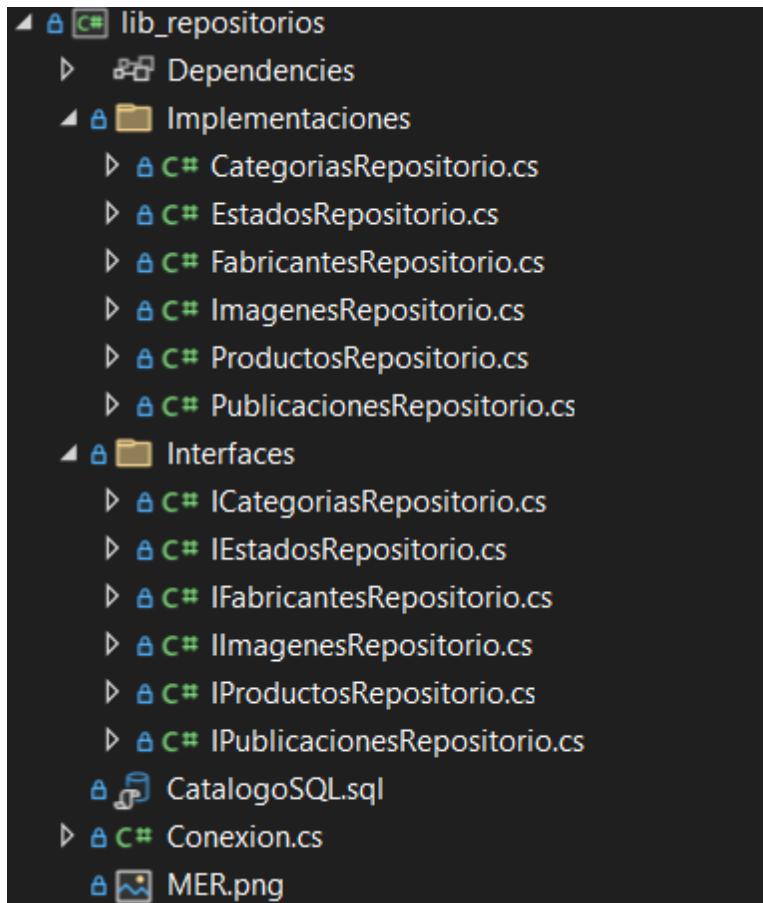 C# lib_repositorios
Dependencies
Implementaciones
C# CategoriasRepositorio.cs
C# EstadosRepositorio.cs
C# FabricantesRepositorio.cs
C# ImagenesRepositorio.cs
C# ProductosRepositorio.cs
C# PublicacionesRepositorio.cs
Interfaces
C# ICategoriasRepositorio.cs
C# IEstadosRepositorio.cs
C# IFabricantesRepositorio.cs
C# IImagenesRepositorio.cs
C# IProductosRepositorio.cs
C# IPublicacionesRepositorio.cs
CatalogoSQL.sql
C# Conexion.cs
MER.png